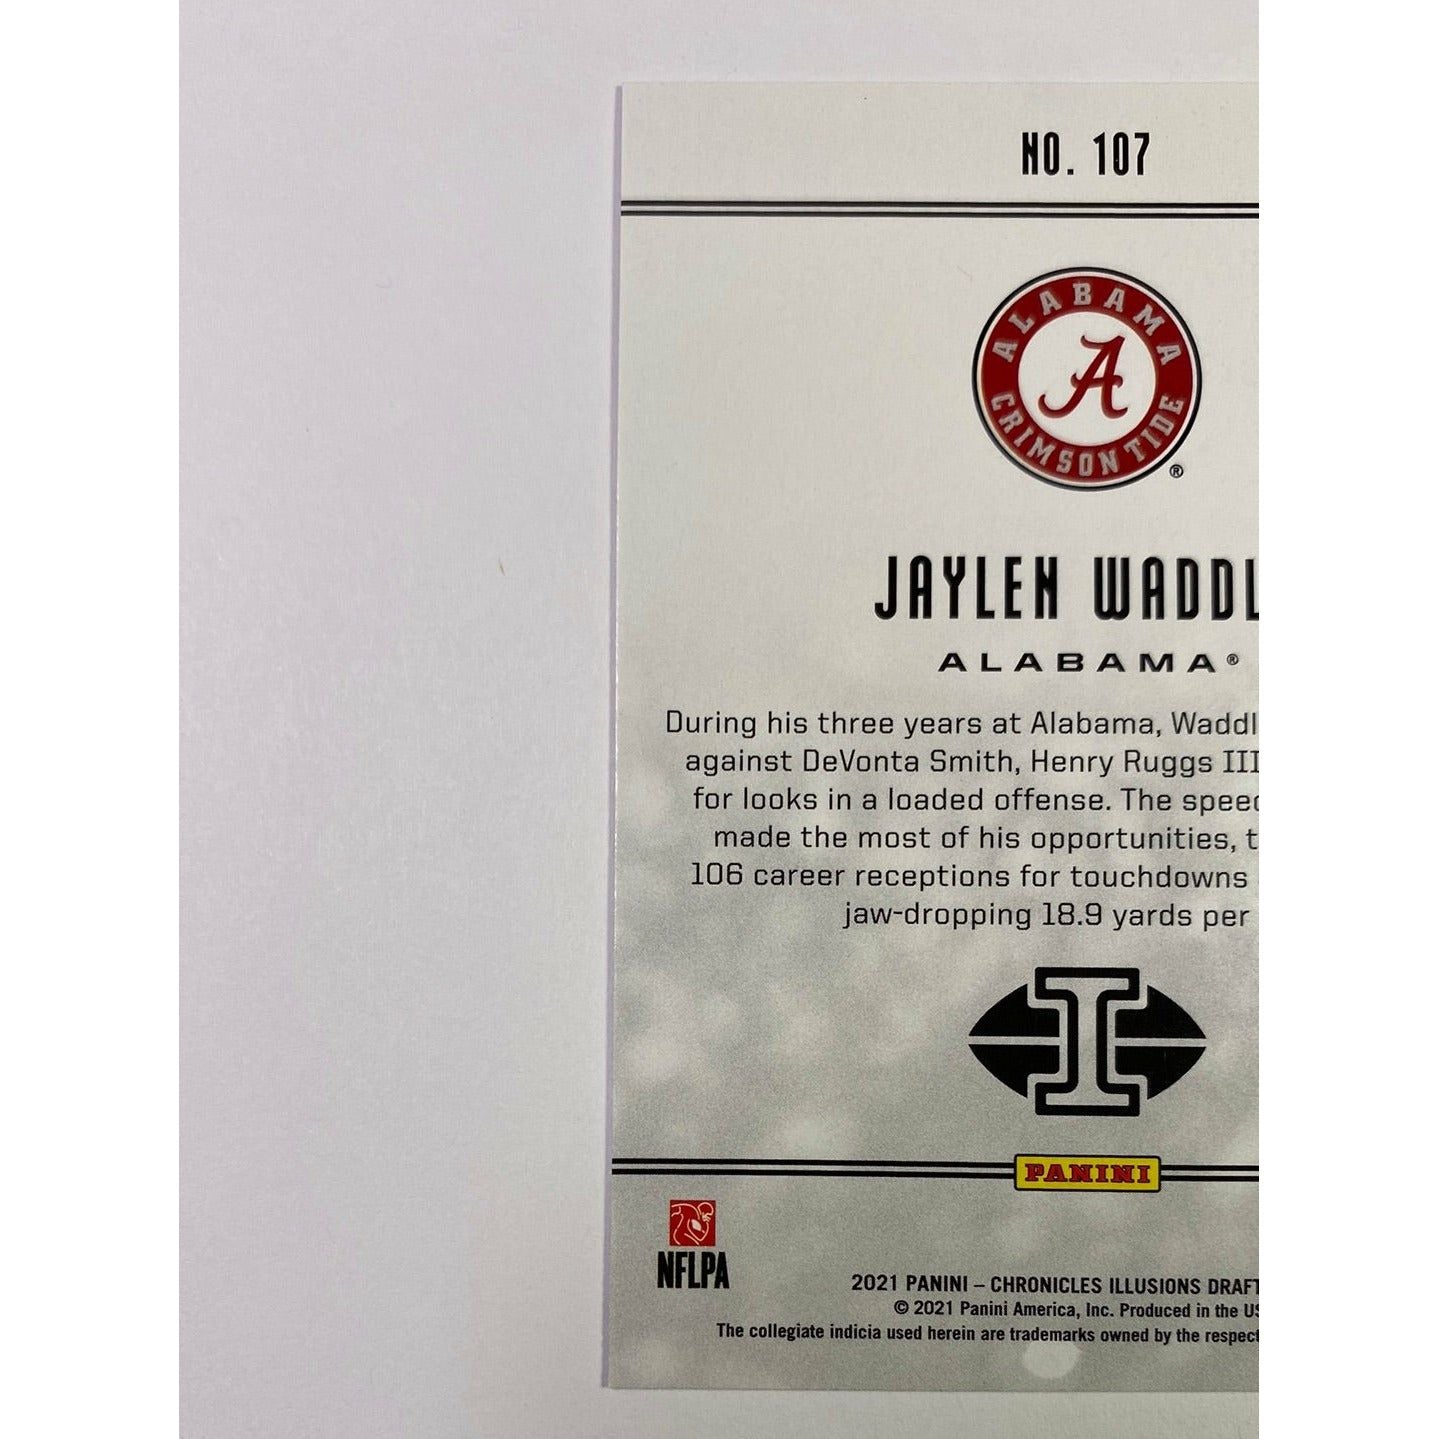 NO. 107
ALABAMA
A
CRIMSON TIDE
®
JAYLEN WADDL
ALABAMA®
During his three years at Alabama, Waddl
against DeVonta Smith, Henry Ruggs III
for looks in a loaded offense. The speed
made the most of his opportunities, t
106 career receptions for touchdowns
jaw-dropping 18.9 yards per
I
PANINI
NFLPA
2021 PANINI – CHRONICLES ILLUSIONS DRAFT
© 2021 Panini America, Inc. Produced in the US
The collegiate indicia used herein are trademarks owned by the respect